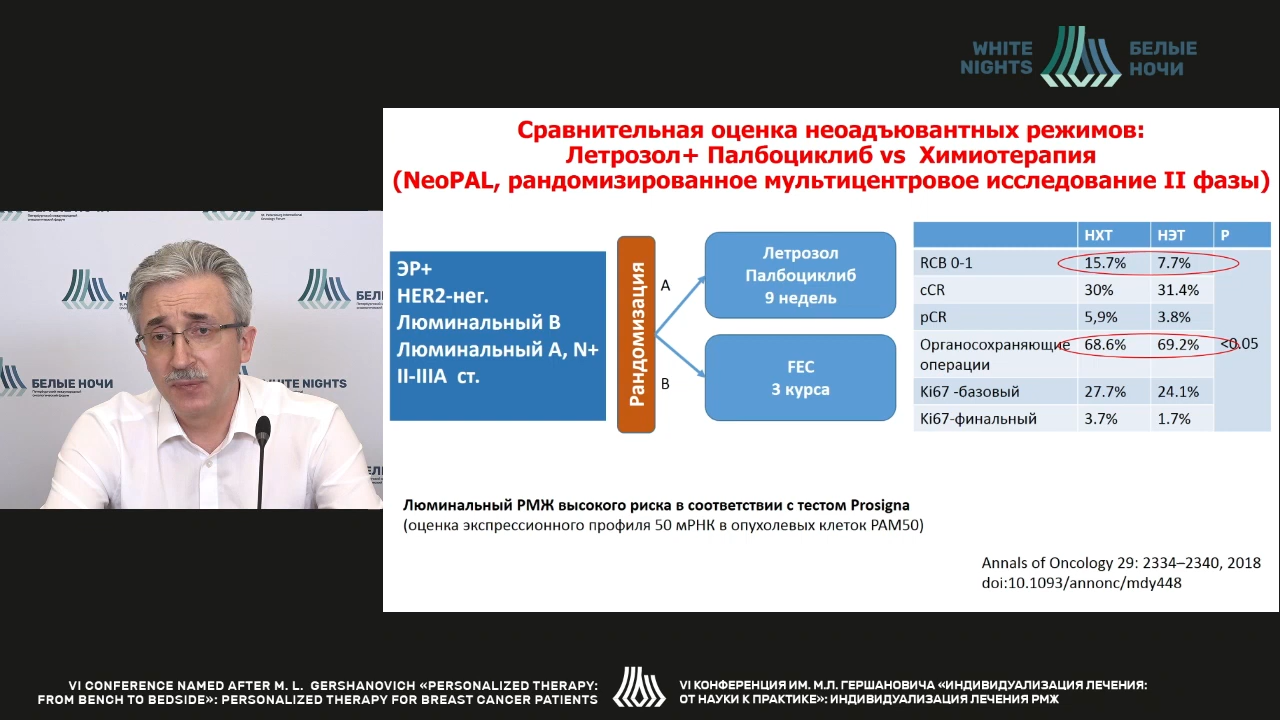 WHITE
NIGHTS
БЕЛЫЕ
НОЧИ
Сравнительная оценка неоадъювантных режимов:
Летрозол+ Палбоциклиб vs Химиотерапия
(NeoPAL, рандомизированное мультицентровое исследование II фазы)
ЭР+
HER2-нег.
Люминальный В
Люминальный А, N+
II-IIIA ст.
Рандомизация
A
B
Летрозол
Палбоциклиб
9 недель
FEC
3 курса
НХТ НЭТ Р
RCB 0-1 15.7% 7.7%
cCR 30% 31.4%
pCR 5,9% 3.8%
Органосохраняющие 68.6% 69.2% <0.05
операции
Ki67 -базовый 27.7% 24.1%
Ki67-финальный 3.7% 1.7%
Люминальный РМЖ высокого риска в соответствии с тестом Prosigna
(оценка экспрессионного профиля 50 мРНК в опухолевых клеток PAM50)
Annals of Oncology 29: 2334–2340, 2018
doi:10.1093/annonc/mdy448
БЕЛЫЕ НОЧИ
WHITE NIGHTS
VI CONFERENCE NAMED AFTER M. L. GERSHANOVICH «PERSONALIZED THERAPY:
FROM BENCH TO BEDSIDE»: PERSONALIZED THERAPY FOR BREAST CANCER PATIENTS
VI КОНФЕРЕНЦИЯ ИМ. М.Л. ГЕРШАНОВИЧА «ИНДИВИДУАЛИЗАЦИЯ ЛЕЧЕНИЯ:
ОТ НАУКИ К ПРАКТИКЕ»: ИНДИВИДУАЛИЗАЦИЯ ЛЕЧЕНИЯ РМЖ